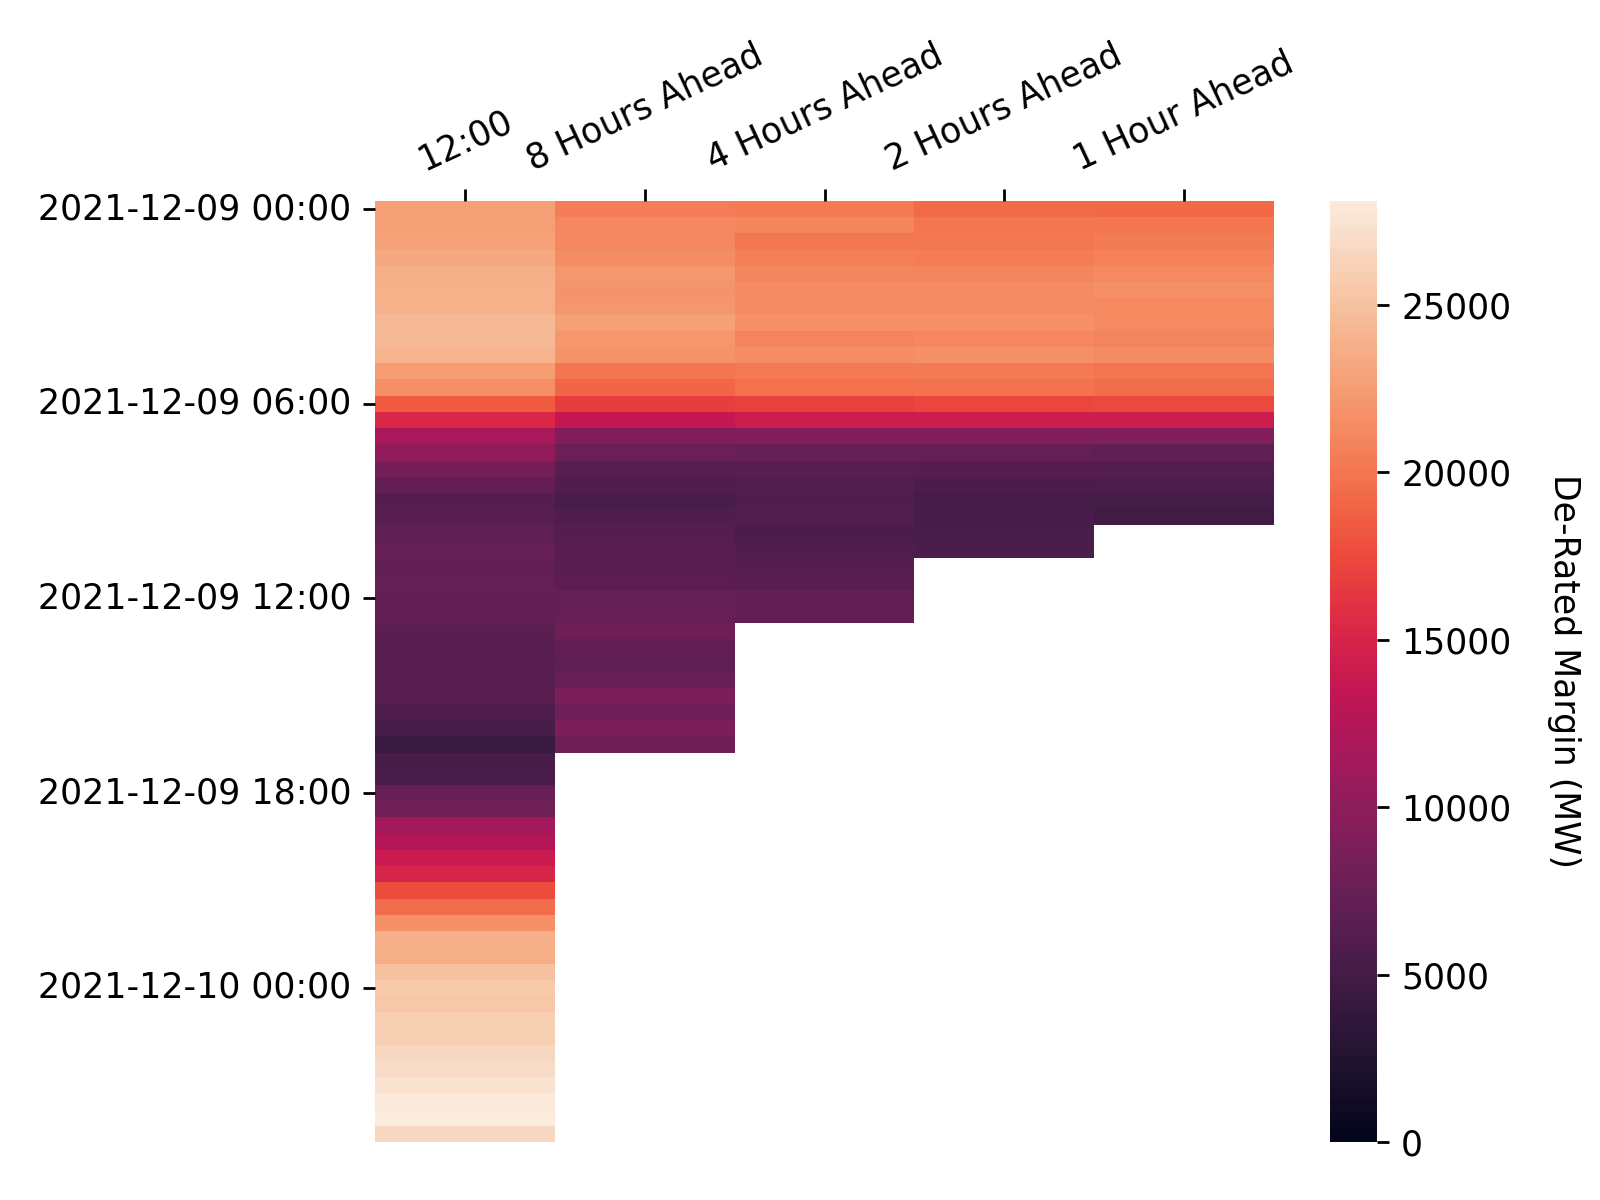 12:00
8 Hours Ahead
4 Hours Ahead
2 Hours Ahead
1 Hour Ahead
2021-12-09 00:00
2021-12-09 06:00
2021-12-09 12:00
2021-12-09 18:00
2021-12-10 00:00
25000
20000
15000
10000
5000
0
De-Rated Margin (MW)